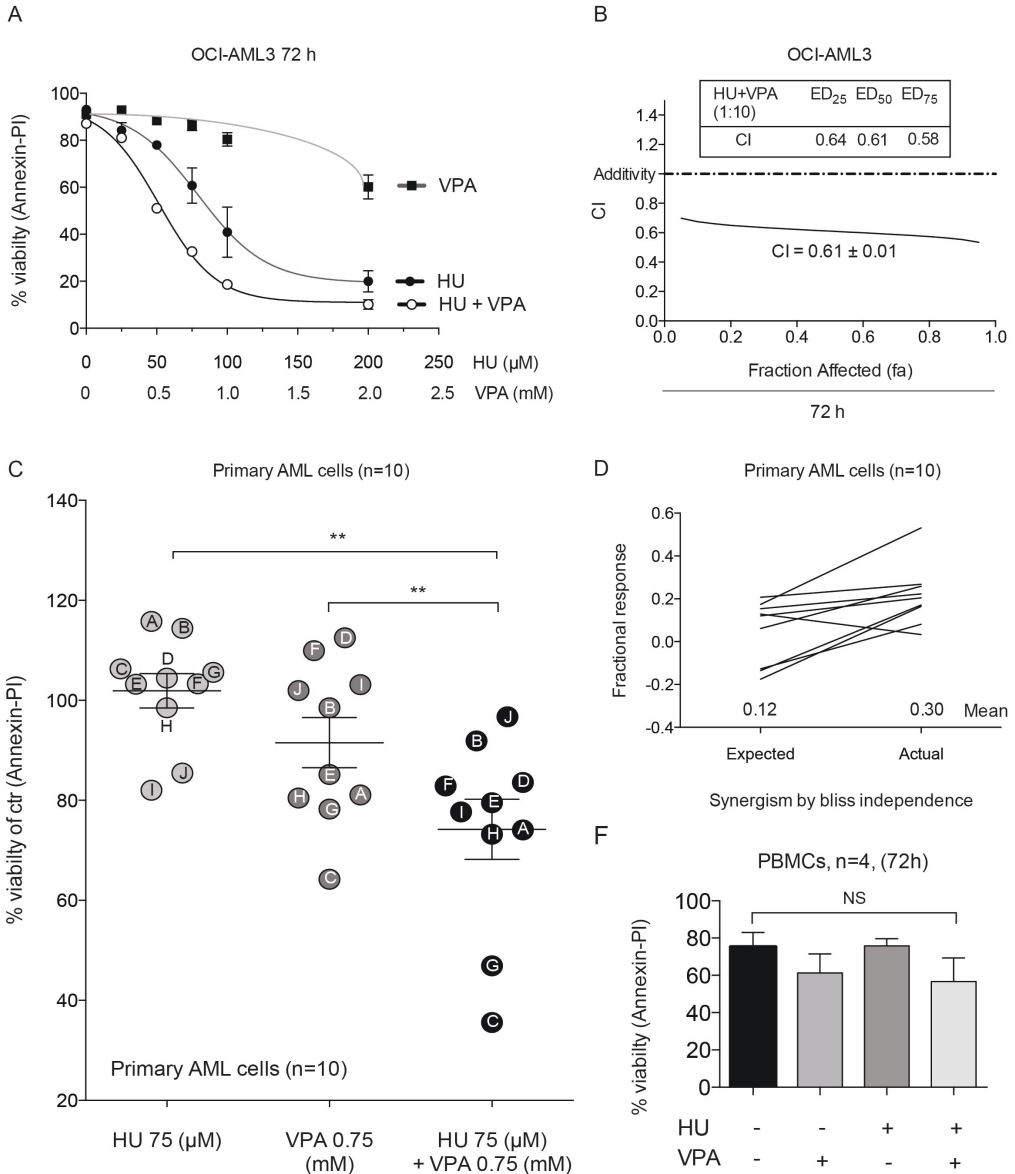 A
OCI-AML3 72 h
% viabilty (Annexin-PI)
100
80
60
40
20
0
VPA
HU
HU + VPA
0 50 100 150 200 250 HU (µM)
0 0.5 1.0 1.5 2.0 2.5 VPA (mM)
B
OCI-AML3
HU+VPA (1:10) ED25 ED50 ED75
CI 0.64 0.61 0.58
CI
1.4
1.2
Additivity
0.8
0.6
0.4
0.2
0.0
CI = 0.61 ± 0.01
0.0 0.2 0.4 0.6 0.8 1.0
Fraction Affected (fa)
72 h
C
Primary AML cells (n=10)
% viabilty of ctr (Annexin-PI)
140
120
100
80
60
40
20
**
**
A B
C D G
E F
H
I J
F D
J I
B
E
H A
G
C
J
B
F D
I E
H A
G
C
Primary AML cells (n=10)
HU 75 (µM)
VPA 0.75
(mM)
HU 75 (µM)
+ VPA 0.75 (mM)
D
Primary AML cells (n=10)
Fractional response
0.6
0.4
0.2
0.0
-0.2
-0.4
0.12 0.30 Mean
Expected Actual
Synergism by bliss independence
F
PBMCs, n=4, (72h)
NS
% viabilty (Annexin-PI)
100
80
60
40
20
0
HU - - + +
VPA - + - +